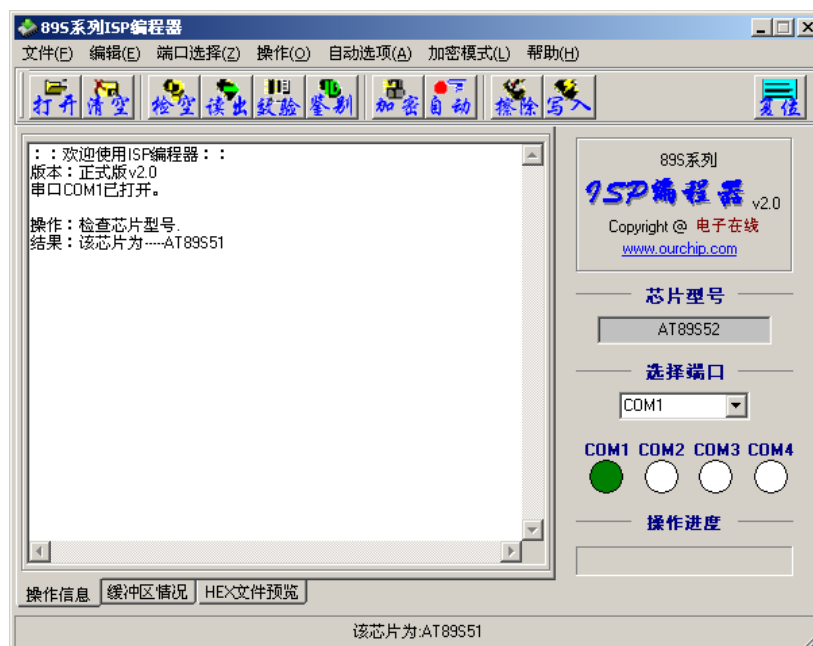 89S系列ISP编程器
文件(F) 编辑(E) 端口选择(Z) 操作(O) 自动选项(A) 加密模式(L) 帮助(H)
打开 清空 检空 读出 效验 鉴别 加密 自动 擦除 写入 复位
：：欢迎使用ISP编程器：：
版本：正式版v2.0
串口COM1已打开。
操作：检查芯片型号.
结果：该芯片为----AT89S51
89S系列
ISP编程器 v2.0
Copyright @ 电子在线
www.ourchip.com
芯片型号
AT89S52
选择端口
COM1
COM1 COM2 COM3 COM4
操作进度
操作信息 缓冲区情况 HEX文件预览
该芯片为:AT89S51